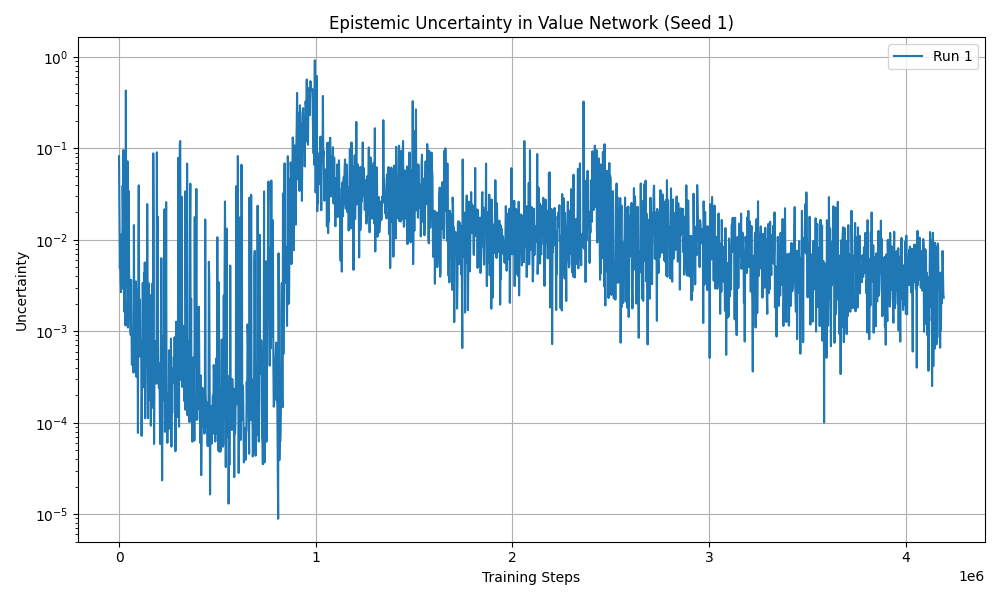 Epistemic Uncertainty in Value Network (Seed 1)
Run 1
Uncertainty
10^0
10^-1
10^-2
10^-3
10^-4
10^-5
0 1 2 3 4
1e6
Training Steps